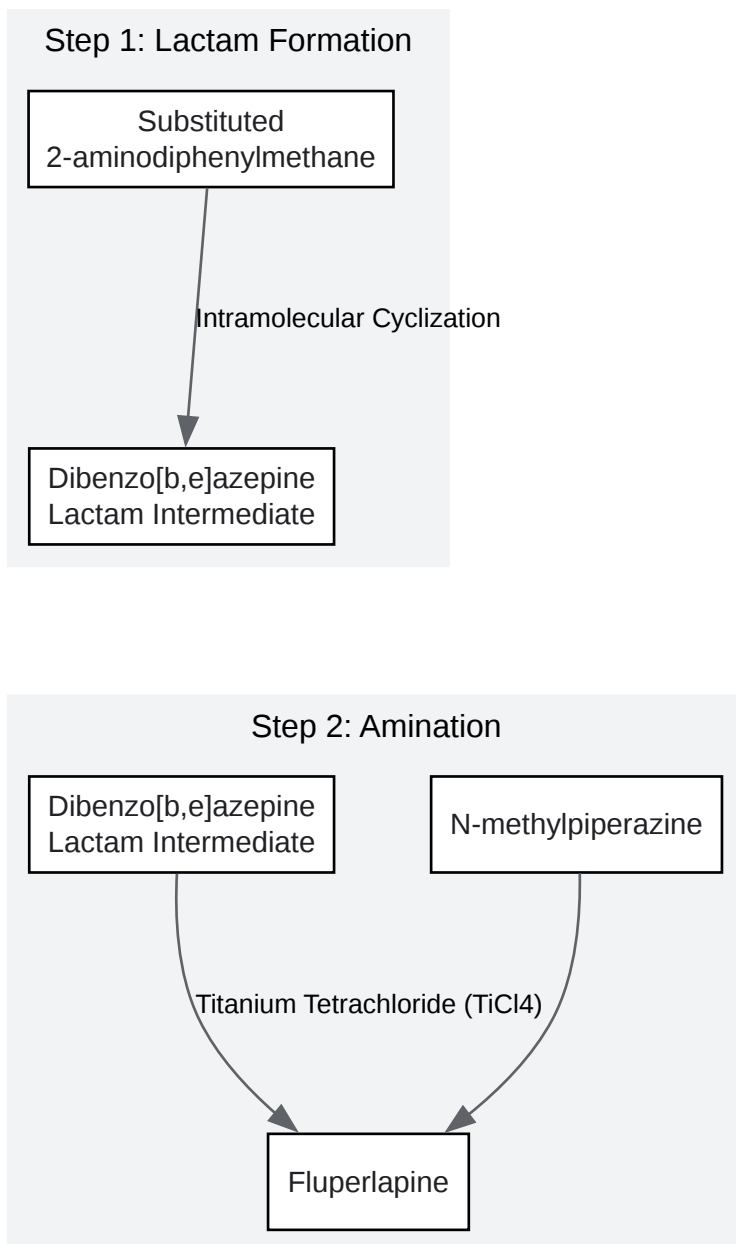 Step 1: Lactam Formation
Substituted
2-aminodiphenylmethane
Intramolecular Cyclization
Dibenzo[b,e]azepine
Lactam Intermediate
Step 2: Amination
Dibenzo[b,e]azepine
Lactam Intermediate
N-methylpiperazine
Titanium Tetrachloride (TiCl4)
Fluperlapine